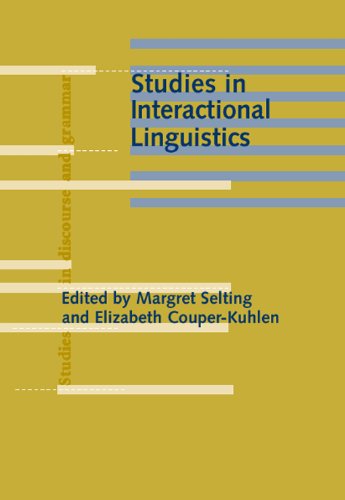 Studies in
Interactional
Linguistics
Studies in discourse and grammar
Edited by Margret Selting
and Elizabeth Couper-Kuhlen